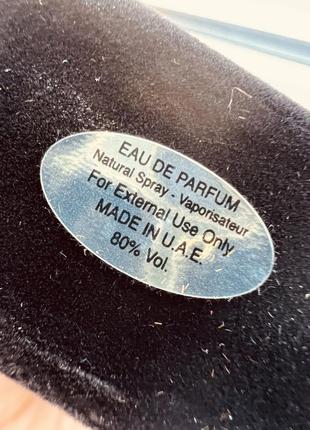 EAU DE PARFUM
Natural Spray - Vaporisateur
For External Use Only
MADE IN U.A.E.
80% Vol.